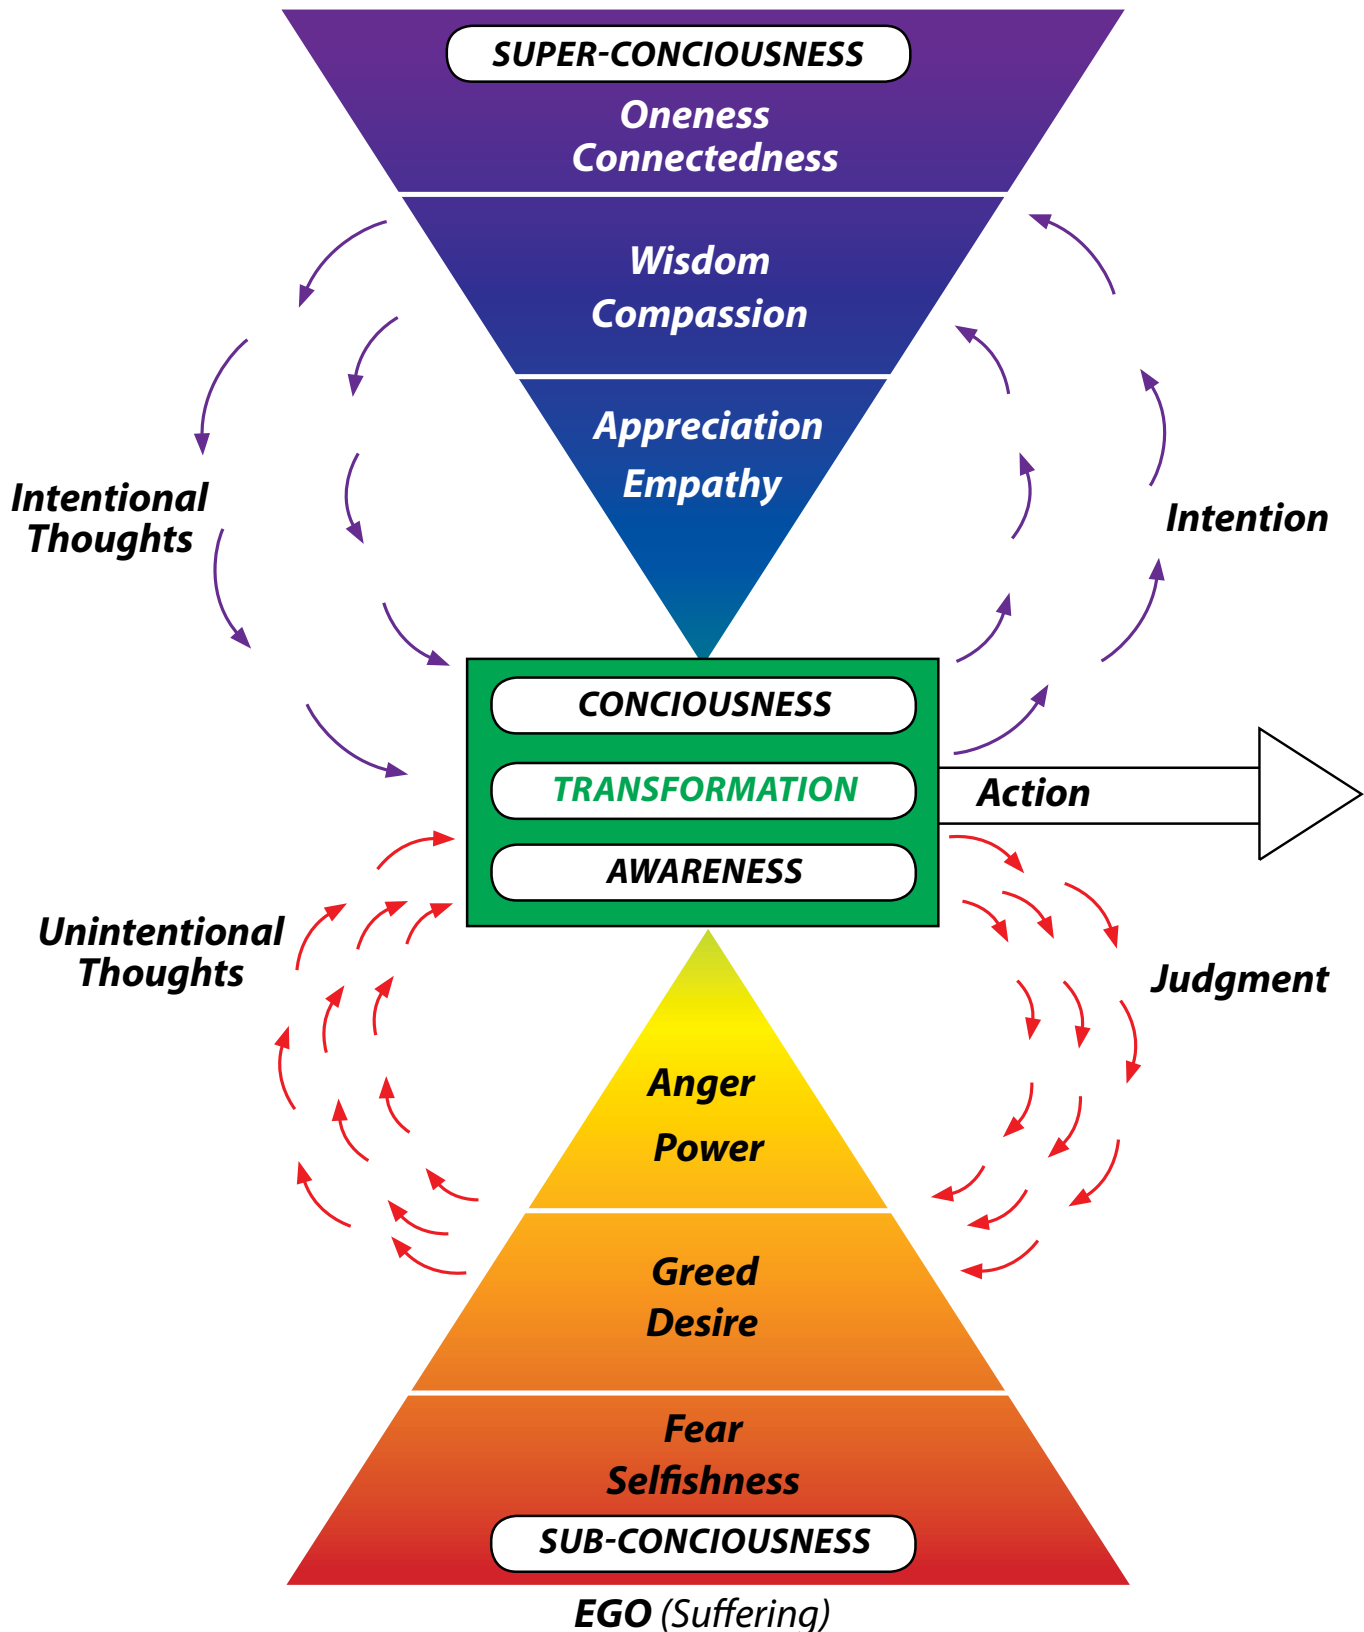 SUPER-CONCIOUSNESS
Oneness
Connectedness
Wisdom
Compassion
Appreciation
Empathy
Intentional
Thoughts
Intention
CONCIOUSNESS
TRANSFORMATION
Action
AWARENESS
Unintentional
Thoughts
Judgment
Anger
Power
Greed
Desire
Fear
Selfishness
SUB-CONCIOUSNESS
EGO (Suffering)